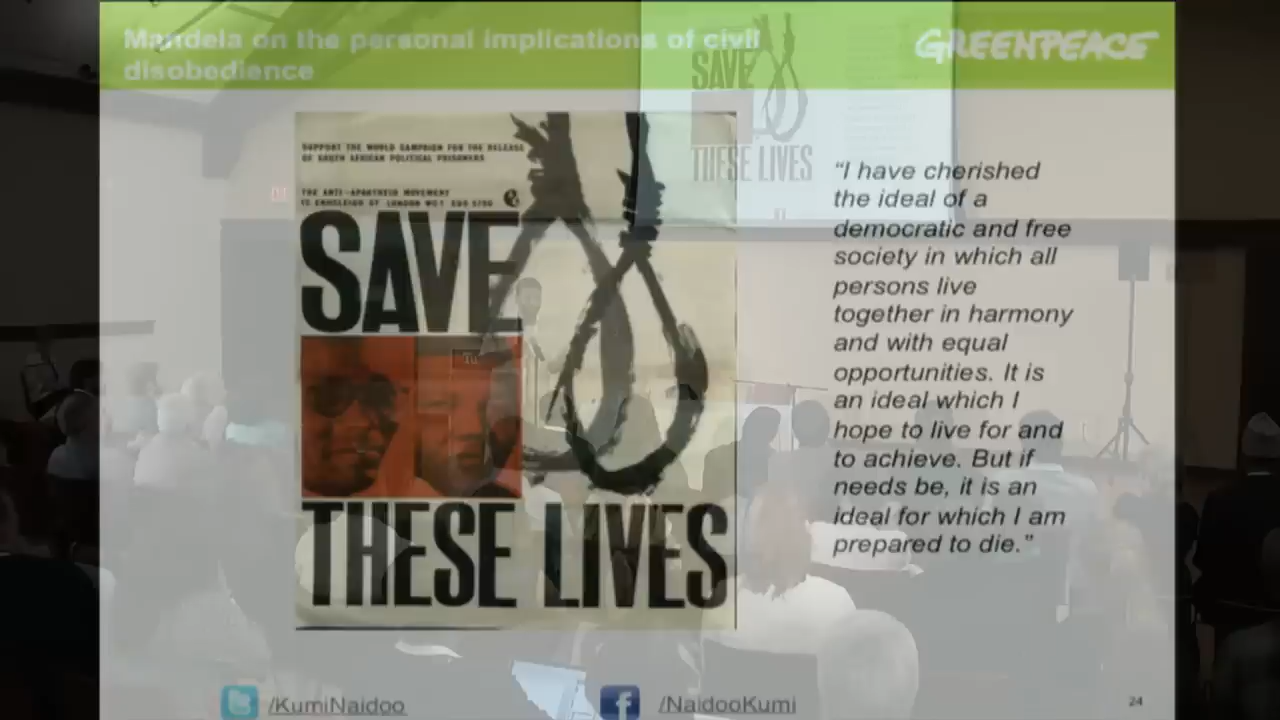 Mandela on the personal implications of civil
disobedience
GREENPEACE
SUPPORT THE WORLD CAMPAIGN FOR THE RELEASE
OF SOUTH AFRICAN POLITICAL PRISONERS
THE ANTI-APARTHEID MOVEMENT
LONDON
SAVE
THESE LIVES
SAVE
THESE LIVES
“I have cherished
the ideal of a
democratic and free
society in which all
persons live
together in harmony
and with equal
opportunities. It is
an ideal which I
hope to live for and
to achieve. But if
needs be, it is an
ideal for which I am
prepared to die.”
/KumiNaidoo
/NaidooKumi
24